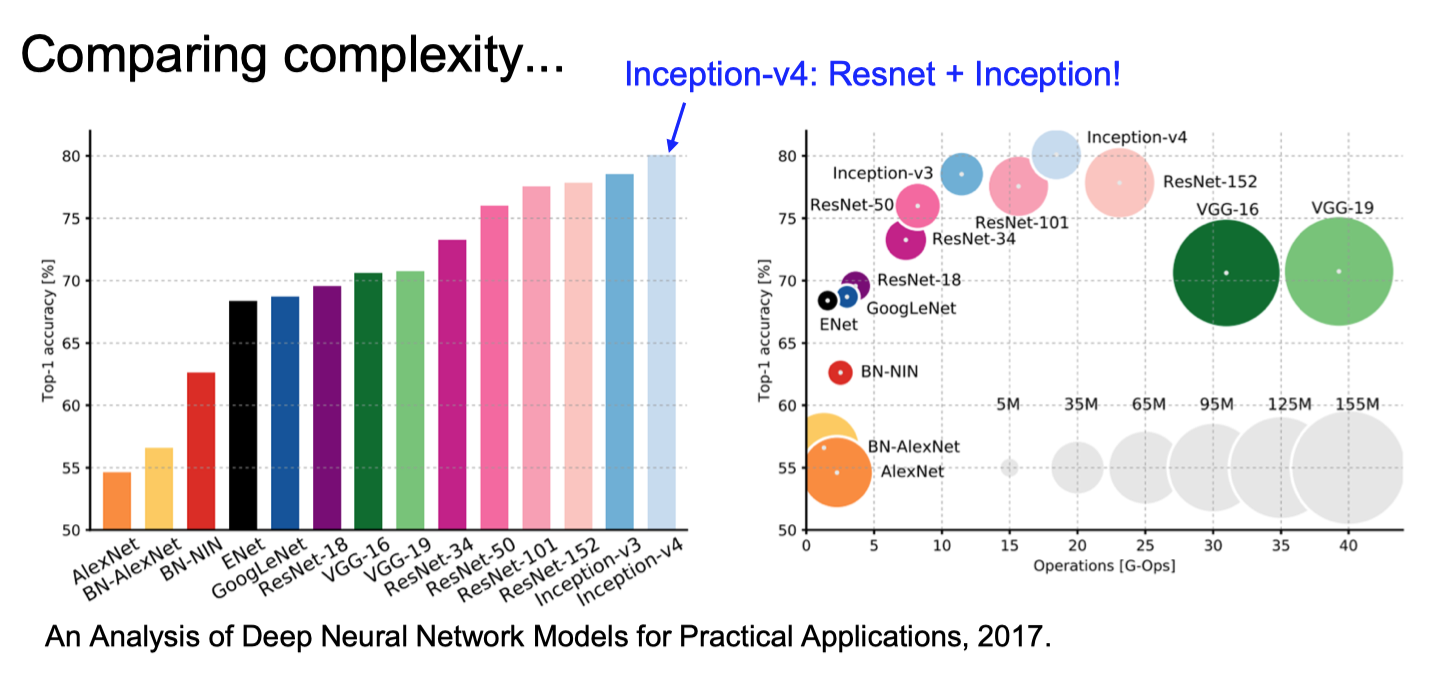 Comparing complexity...
Inception-v4: Resnet + Inception!
80
75
70
65
60
55
50
Top-1 accuracy [%]
AlexNet
BN-AlexNet
BN-NIN
ENet
GoogLeNet
ResNet-18
VGG-16
VGG-19
ResNet-34
ResNet-50
ResNet-101
ResNet-152
Inception-v3
Inception-v4
80
75
70
65
60
55
50
Top-1 accuracy [%]
Inception-v4
Inception-v3
ResNet-152
ResNet-50
VGG-16
VGG-19
ResNet-101
ResNet-34
ResNet-18
GoogLeNet
ENet
BN-NIN
5M
35M
65M
95M
125M
155M
BN-AlexNet
AlexNet
0
5
10
15
20
25
30
35
40
Operations [G-Ops]
An Analysis of Deep Neural Network Models for Practical Applications, 2017.